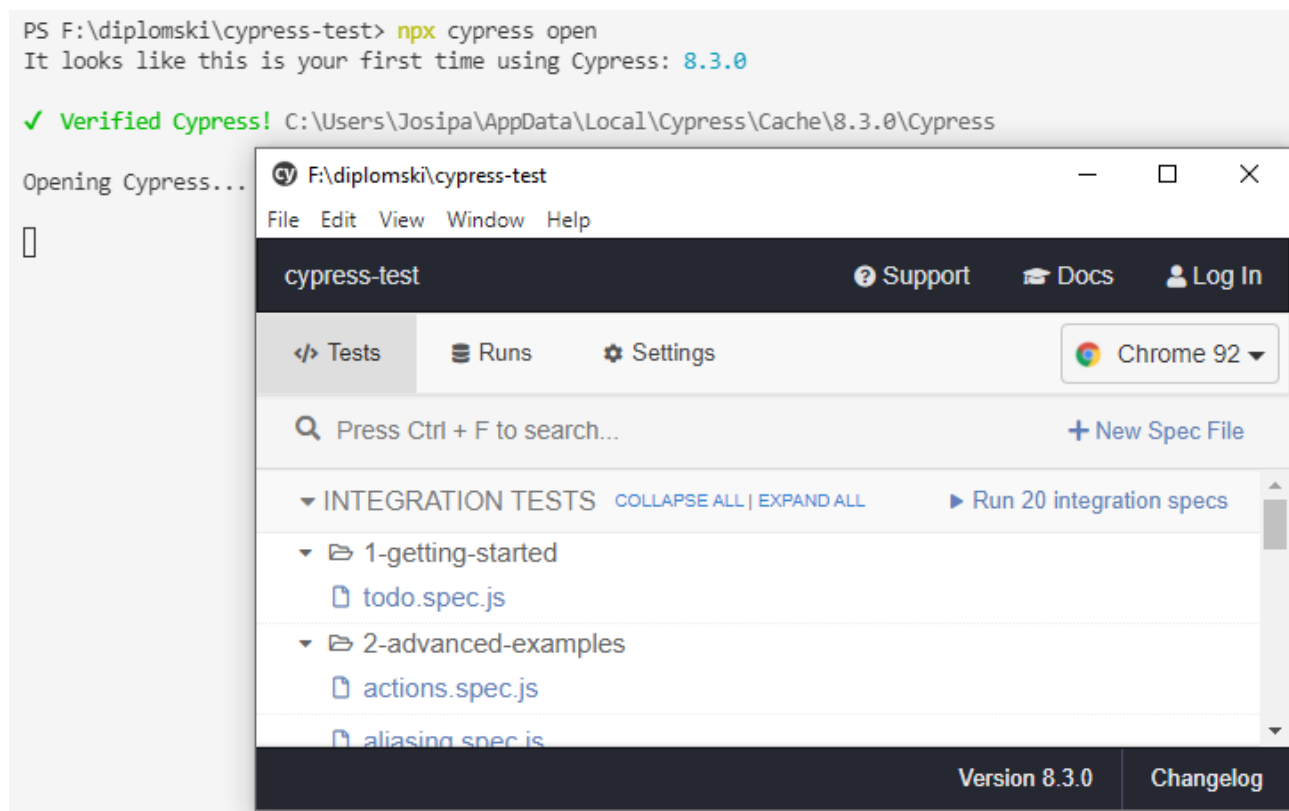 PS F:\diplomski\cypress-test> npx cypress open
It looks like this is your first time using Cypress: 8.3.0
✓ Verified Cypress! C:\Users\Josipa\AppData\Local\Cypress\Cache\8.3.0\Cypress
Opening Cypress...
cy F:\diplomski\cypress-test
File Edit View Window Help
cypress-test Support Docs Log In
</> Tests Runs Settings Chrome 92
Press Ctrl + F to search... + New Spec File
INTEGRATION TESTS COLLAPSE ALL | EXPAND ALL Run 20 integration specs
1-getting-started
todo.spec.js
2-advanced-examples
actions.spec.js
aliasing.spec.js
Version 8.3.0 Changelog